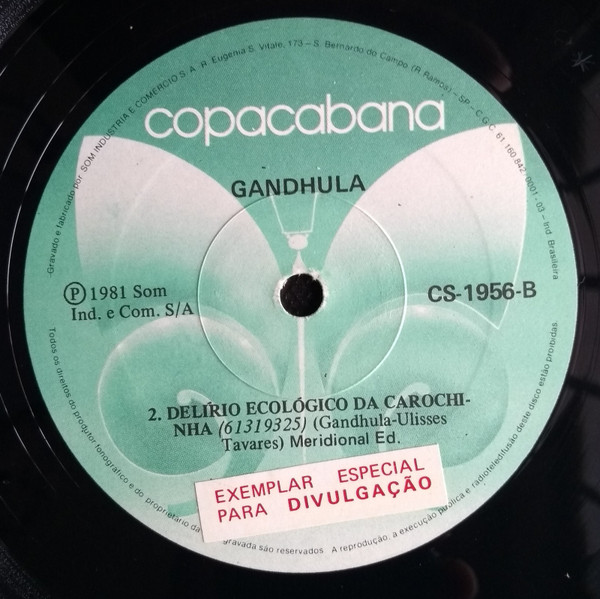 Gravado e fabricado por SOM INDUSTRIA E COMERCIO S.A. R. Eugenia S. Vitale, 173 - S. Bernardo do Campo (R. Ramos) - SP - C.G.C. 61.160.842/0001-03 - Ind. Brasileira
copacabana
GANDHULA
Ⓟ 1981 Som
Ind. e Com. S/A
CS-1956-B
2. DELÍRIO ECOLÓGICO DA CAROCHI-
NHA (61319325) (Gandhula-Ulisses
Tavares) Meridional Ed.
EXEMPLAR ESPECIAL
PARA DIVULGAÇÃO
Todos os direitos do produtor fonográfico e do proprietário da gravada são reservados. A reprodução, a execução pública e radioteledifusão deste disco estão proibidas.